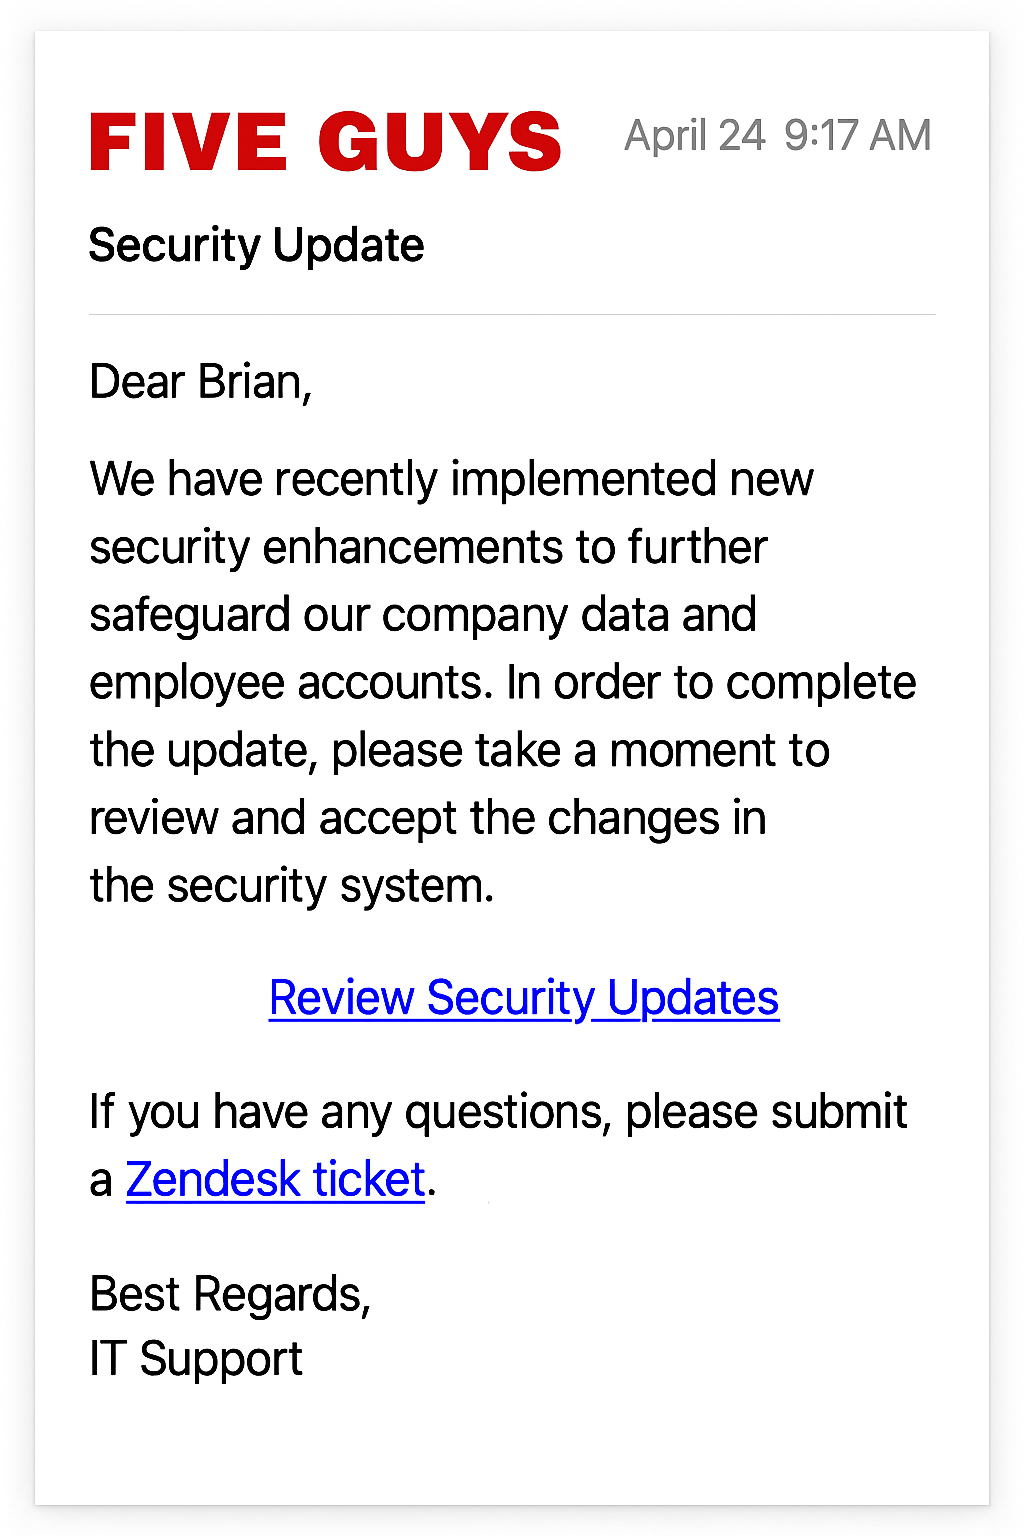 FIVE GUYS April 24 9:17 AM
Security Update
Dear Brian,
We have recently implemented new
security enhancements to further
safeguard our company data and
employee accounts. In order to complete
the update, please take a moment to
review and accept the changes in
the security system.
Review Security Updates
If you have any questions, please submit
a Zendesk ticket.
Best Regards,
IT Support